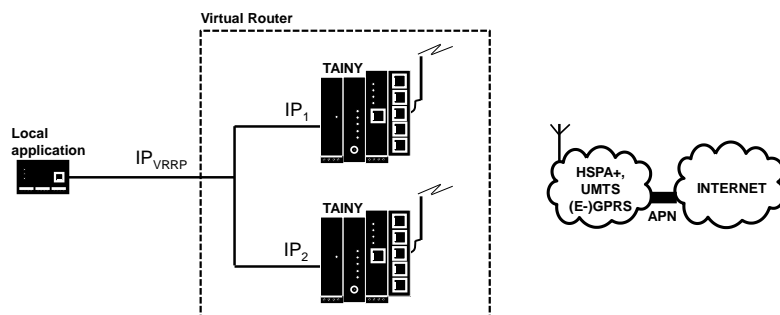 Virtual Router
TAINY
IP1
Local
application
IPVRRP
HSPA+,
UMTS
(E-)GPRS
INTERNET
APN
TAINY
IP2